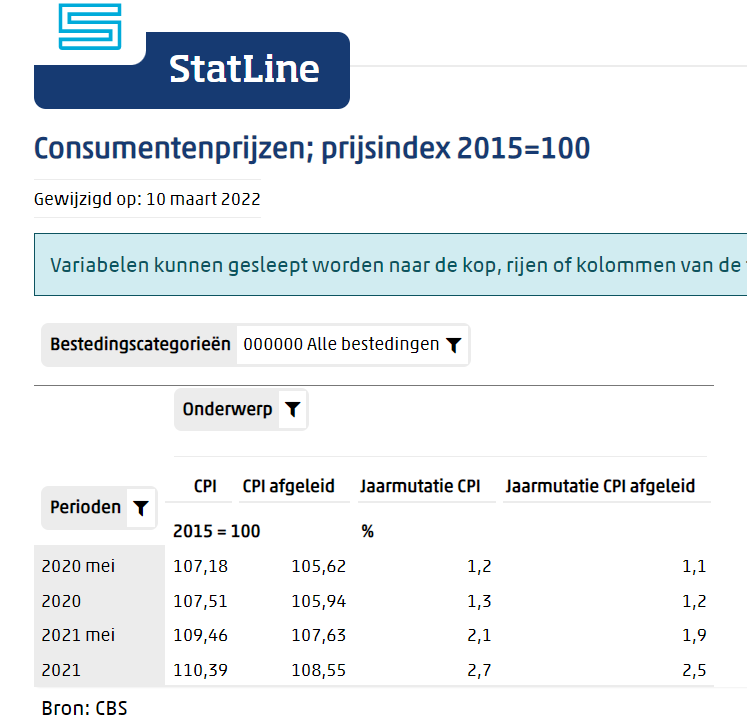 StatLine
Consumentenprijzen; prijsindex 2015=100
Gewijzigd op: 10 maart 2022
Variabelen kunnen gesleept worden naar de kop, rijen of kolommen van de
Bestedingscategorieën 000000 Alle bestedingen
Onderwerp
CPI CPI afgeleid Jaarmutatie CPI Jaarmutatie CPI afgeleid
Perioden
2015 = 100 %
2020 mei 107,18 105,62 1,2 1,1
2020 107,51 105,94 1,3 1,2
2021 mei 109,46 107,63 2,1 1,9
2021 110,39 108,55 2,7 2,5
Bron: CBS